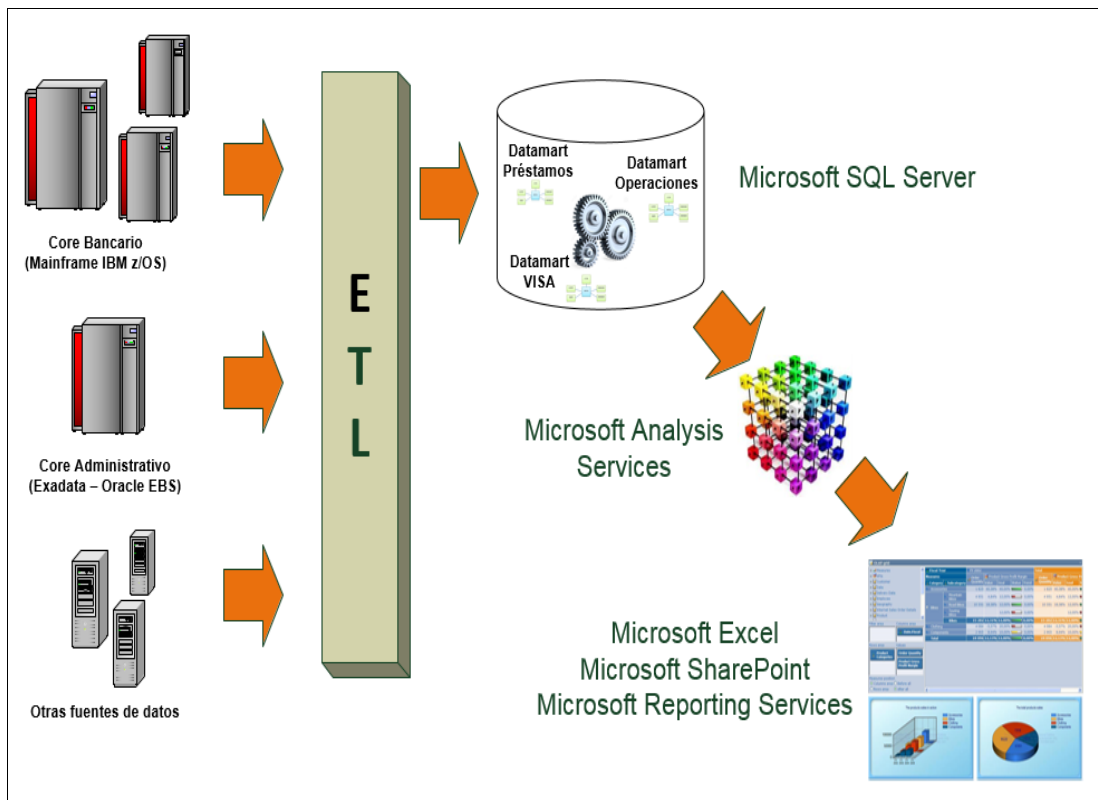 Core Bancario
(Mainframe IBM z/OS)
Core Administrativo
(Exadata – Oracle EBS)
Otras fuentes de datos
E
T
L
Datamart
Préstamos
Datamart
Operaciones
Datamart
VISA
Microsoft SQL Server
Microsoft Analysis
Services
Microsoft Excel
Microsoft SharePoint
Microsoft Reporting Services